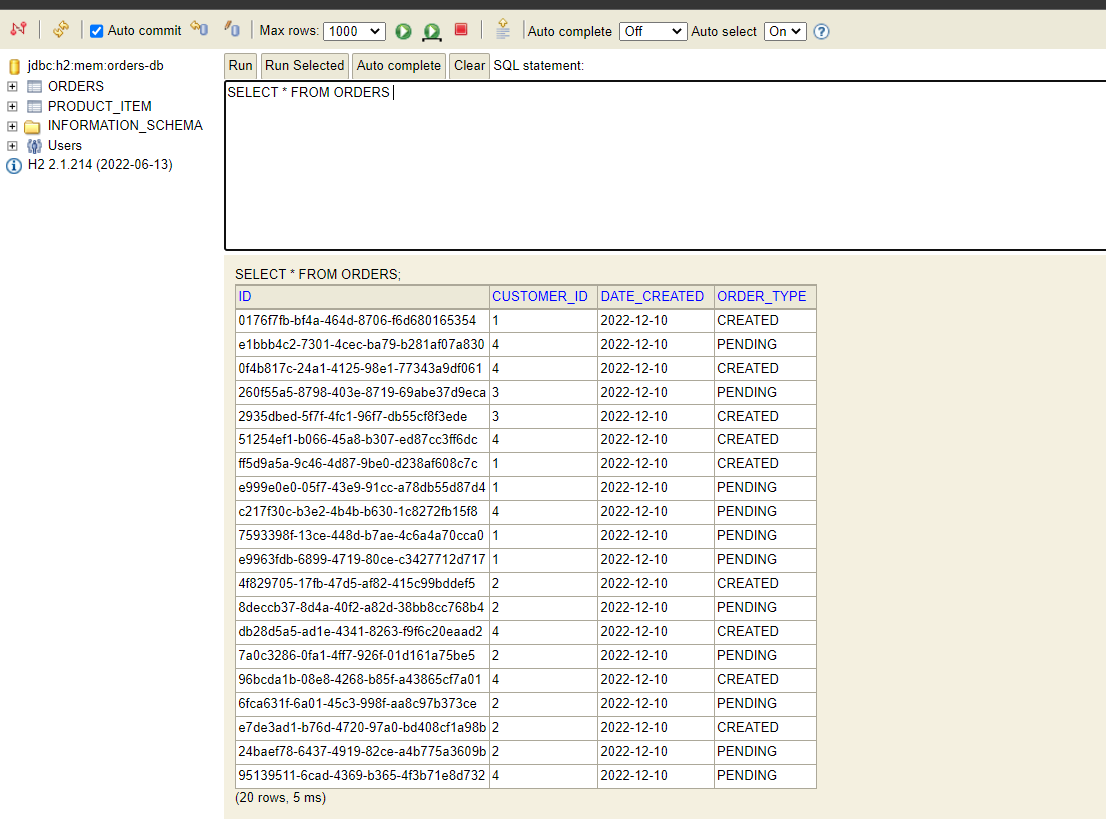 Auto commit Max rows: 1000 Auto complete Off Auto select On ?
jdbc:h2:mem:orders-db
ORDERS
PRODUCT_ITEM
INFORMATION_SCHEMA
Users
H2 2.1.214 (2022-06-13)
Run Run Selected Auto complete Clear SQL statement:
SELECT * FROM ORDERS
SELECT * FROM ORDERS;
ID CUSTOMER_ID DATE_CREATED ORDER_TYPE
0176f7fb-bf4a-464d-8706-f6d680165354 1 2022-12-10 CREATED
e1bbb4c2-7301-4cec-ba79-b281af07a830 4 2022-12-10 PENDING
0f4b817c-24a1-4125-98e1-77343a9df061 4 2022-12-10 CREATED
260f55a5-8798-403e-8719-69abe37d9eca 3 2022-12-10 PENDING
2935dbed-5f7f-4fc1-96f7-db55cf8f3ede 3 2022-12-10 CREATED
51254ef1-b066-45a8-b307-ed87cc3ff6dc 4 2022-12-10 CREATED
ff5d9a5a-9c46-4d87-9be0-d238af608c7c 1 2022-12-10 CREATED
e999e0e0-05f7-43e9-91cc-a78db55d87d4 1 2022-12-10 PENDING
c217f30c-b3e2-4b4b-b630-1c8272fb15f8 4 2022-12-10 PENDING
7593398f-13ce-448d-b7ae-4c6a4a70cca0 1 2022-12-10 PENDING
e9963fdb-6899-4719-80ce-c3427712d717 1 2022-12-10 PENDING
4f829705-17fb-47d5-af82-415c99bddef5 2 2022-12-10 CREATED
8deccb37-8d4a-40f2-a82d-38bb8cc768b4 2 2022-12-10 PENDING
db28d5a5-ad1e-4341-8263-f9f6c20eaad2 4 2022-12-10 CREATED
7a0c3286-0fa1-4ff7-926f-01d161a75be5 2 2022-12-10 PENDING
96bcda1b-08e8-4268-b85f-a43865cf7a01 4 2022-12-10 CREATED
6fca631f-6a01-45c3-998f-aa8c97b373ce 2 2022-12-10 PENDING
e7de3ad1-b76d-4720-97a0-bd408cf1a98b 2 2022-12-10 CREATED
24baef78-6437-4919-82ce-a4b775a3609b 2 2022-12-10 PENDING
95139511-6cad-4369-b365-4f3b71e8d732 4 2022-12-10 PENDING
(20 rows, 5 ms)